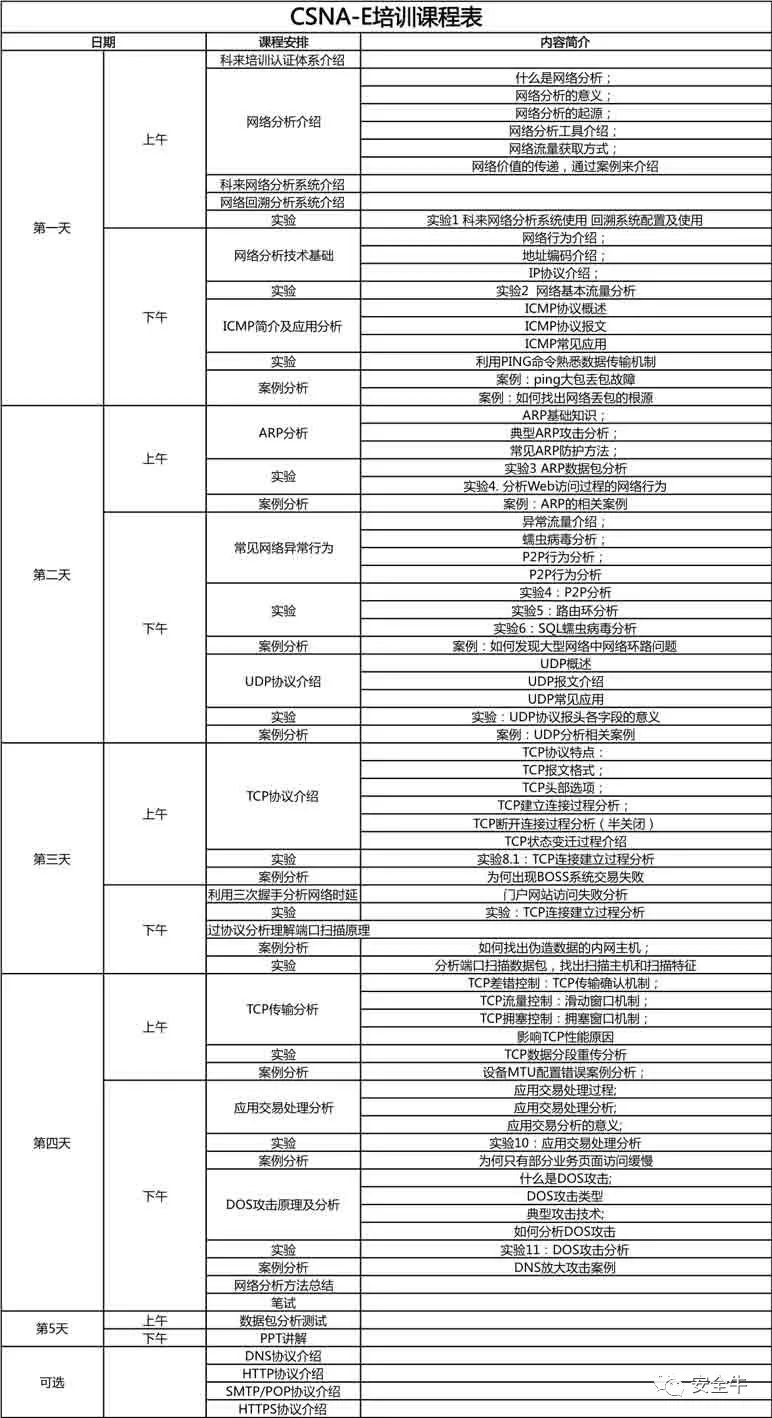 CSNA-E培训课程表
日期 课程安排 内容简介
第一天
上午
科来培训认证体系介绍
网络分析介绍
什么是网络分析；
网络分析的意义；
网络分析的起源；
网络分析工具介绍；
网络流量获取方式；
网络价值的传递，通过案例来介绍
科来网络分析系统介绍
网络回溯分析系统介绍
实验 实验1 科来网络分析系统使用 回溯系统配置及使用
下午
网络分析技术基础
网络行为介绍；
地址编码介绍；
IP协议介绍；
实验 实验2 网络基本流量分析
ICMP简介及应用分析
ICMP协议概述
ICMP协议报文
ICMP常见应用
实验 利用PING命令熟悉数据传输机制
案例分析
案例：ping大包丢包故障
案例：如何找出网络丢包的根源
第二天
上午
ARP分析
ARP基础知识；
典型ARP攻击分析；
常见ARP防护方法；
实验
实验3 ARP数据包分析
实验4. 分析Web访问过程的网络行为
案例分析 案例：ARP的相关案例
下午
常见网络异常行为
异常流量介绍；
蠕虫病毒分析；
P2P行为分析；
P2P行为分析
实验
实验4：P2P分析
实验5：路由环分析
实验6：SQL蠕虫病毒分析
案例分析 案例：如何发现大型网络中网络环路问题
UDP协议介绍
UDP概述
UDP报文介绍
UDP常见应用
实验 实验：UDP协议报头各字段的意义
案例分析 案例：UDP分析相关案例
第三天
上午
TCP协议介绍
TCP协议特点：
TCP报文格式；
TCP头部选项；
TCP建立连接过程分析；
TCP断开连接过程分析（半关闭）
TCP状态变迁过程介绍
实验 实验8.1：TCP连接建立过程分析
案例分析 为何出现BOSS系统交易失败
下午
利用三次握手分析网络时延 门户网站访问失败分析
实验 实验：TCP连接建立过程分析
过协议分析理解端口扫描原理
案例分析 如何找出伪造数据的内网主机；
实验 分析端口扫描数据包，找出扫描主机和扫描特征
第四天
上午
TCP传输分析
TCP差错控制：TCP传输确认机制；
TCP流量控制：滑动窗口机制；
TCP拥塞控制：拥塞窗口机制；
影响TCP性能原因
实验 TCP数据分段重传分析
案例分析 设备MTU配置错误案例分析；
下午
应用交易处理分析
应用交易处理过程;
应用交易处理分析;
应用交易分析的意义;
实验 实验10：应用交易处理分析
案例分析 为何只有部分业务页面访问缓慢
DOS攻击原理及分析
什么是DOS攻击;
DOS攻击类型
典型攻击技术;
如何分析DOS攻击
实验 实验11：DOS攻击分析
案例分析 DNS放大攻击案例
网络分析方法总结
笔试
第5天
上午 数据包分析测试
下午 PPT讲解
可选
DNS协议介绍
HTTP协议介绍
SMTP/POP协议介绍
HTTPS协议介绍
安全牛